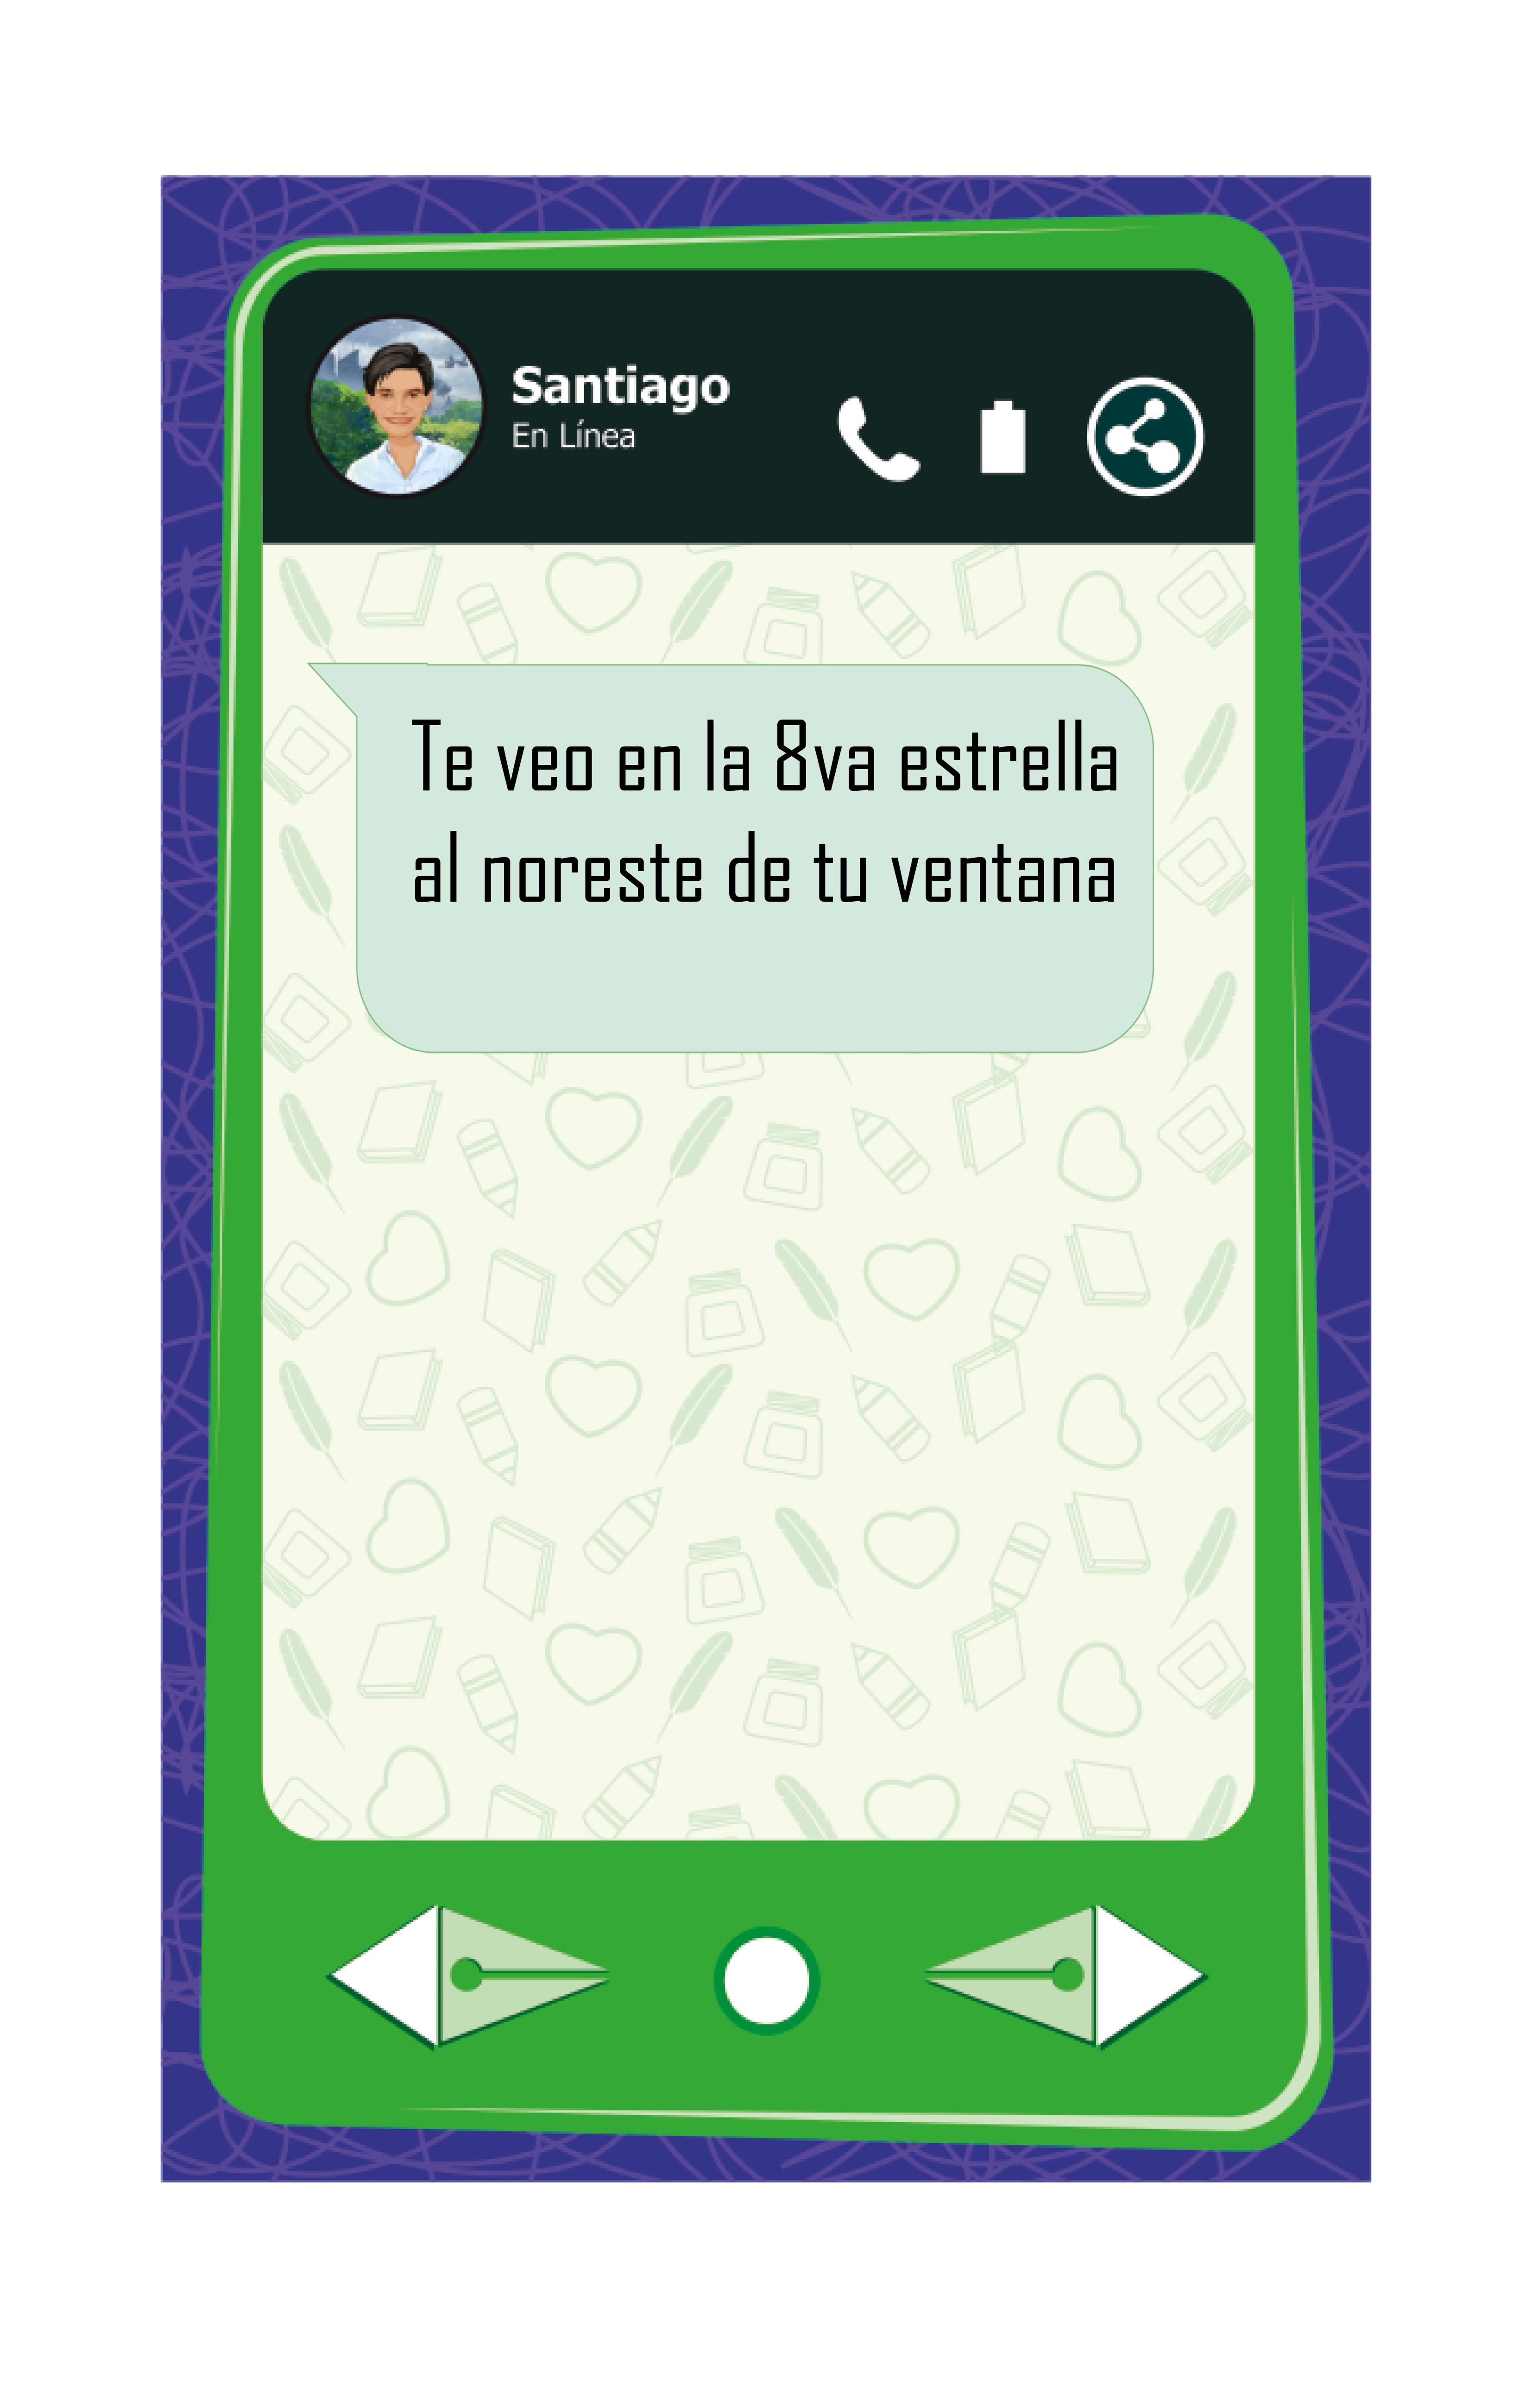 Santiago
En Línea
Te veo en la 8va estrella
al noreste de tu ventana